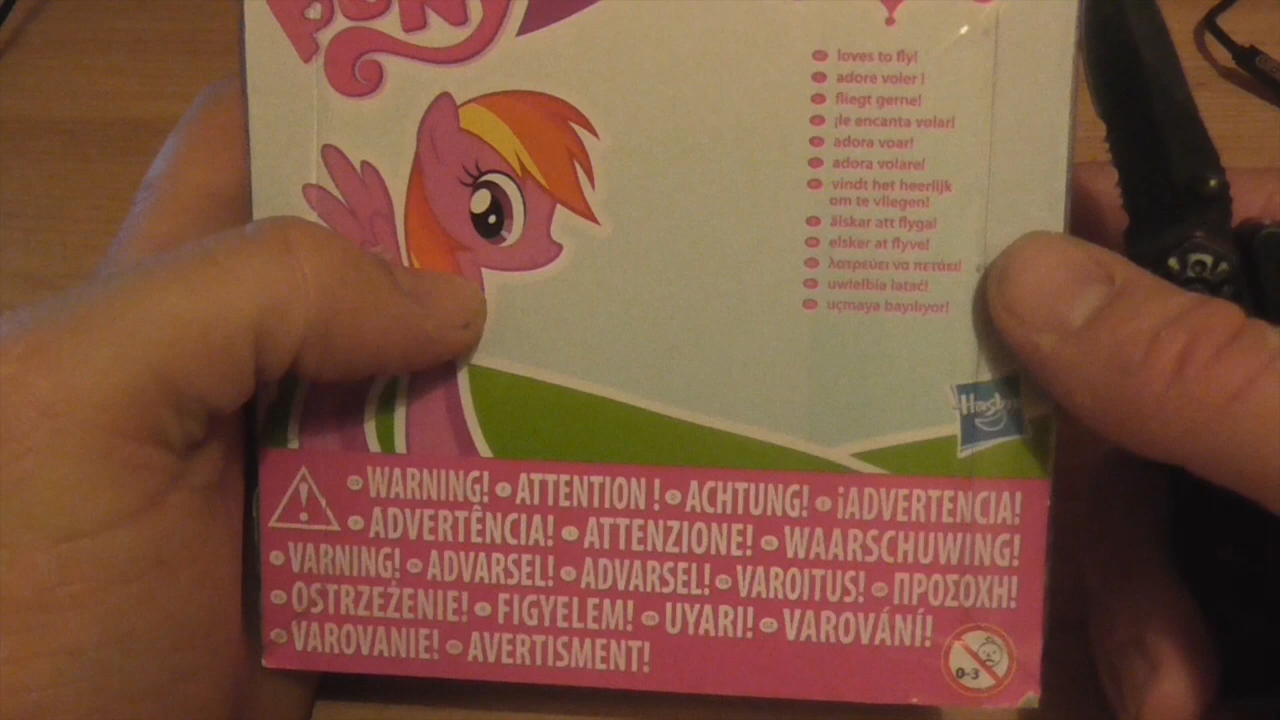 PONY
loves to fly!
adore voler !
fliegt gerne!
¡le encanta volar!
adora voar!
adora volare!
vindt het heerlijk
om te vliegen!
älskar att flyga!
elsker at flyve!
λατρεύει να πετάει!
uwielbia latać!
uçmaya bayılıyor!
Hasbro
WARNING! ATTENTION ! ACHTUNG! ¡ADVERTENCIA!
ADVERTÊNCIA! ATTENZIONE! WAARSCHUWING!
VARNING! ADVARSEL! ADVARSEL! VAROITUS! ΠΡΟΣΟΧΗ!
OSTRZEŻENIE! FIGYELEM! UYARI! VAROVÁNÍ!
VAROVANIE! AVERTISMENT!
0-3